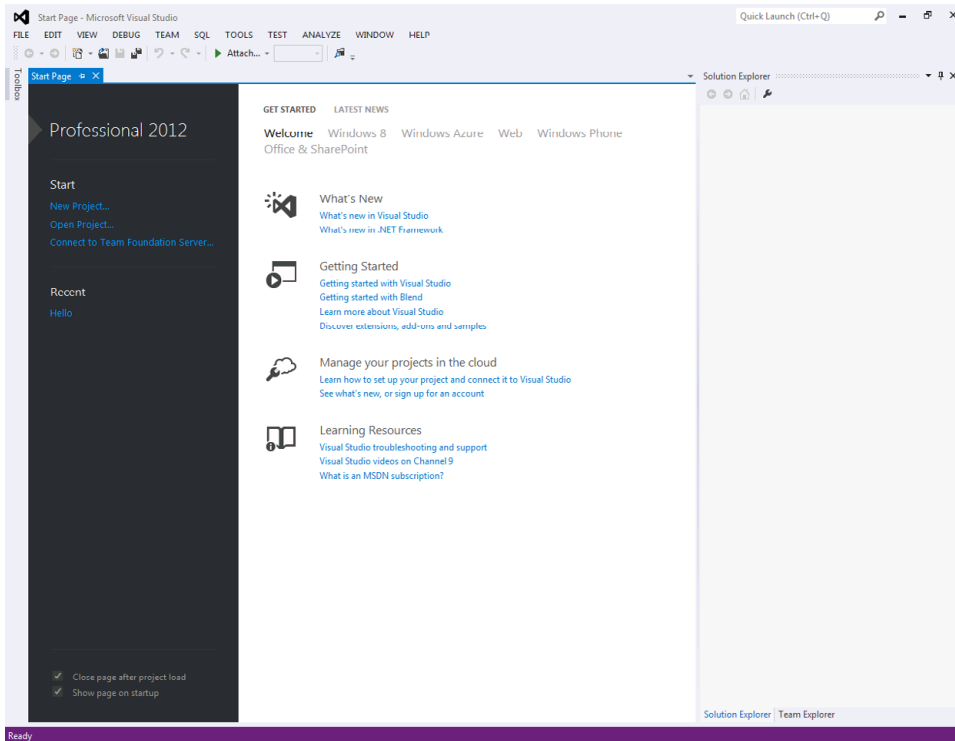 Start Page - Microsoft Visual Studio
Quick Launch (Ctrl+Q)
FILE EDIT VIEW DEBUG TEAM SQL TOOLS TEST ANALYZE WINDOW HELP
Attach...
Toolbox
Start Page
Solution Explorer
Professional 2012
Start
New Project...
Open Project...
Connect to Team Foundation Server...
Recent
Hello
Close page after project load
Show page on startup
GET STARTED LATEST NEWS
Welcome Windows 8 Windows Azure Web Windows Phone
Office & SharePoint
What's New
What's new in Visual Studio
What's new in .NET Framework
Getting Started
Getting started with Visual Studio
Getting started with Blend
Learn more about Visual Studio
Discover extensions, add-ons and samples
Manage your projects in the cloud
Learn how to set up your project and connect it to Visual Studio
See what's new, or sign up for an account
Learning Resources
Visual Studio troubleshooting and support
Visual Studio videos on Channel 9
What is an MSDN subscription?
Solution Explorer Team Explorer
Ready